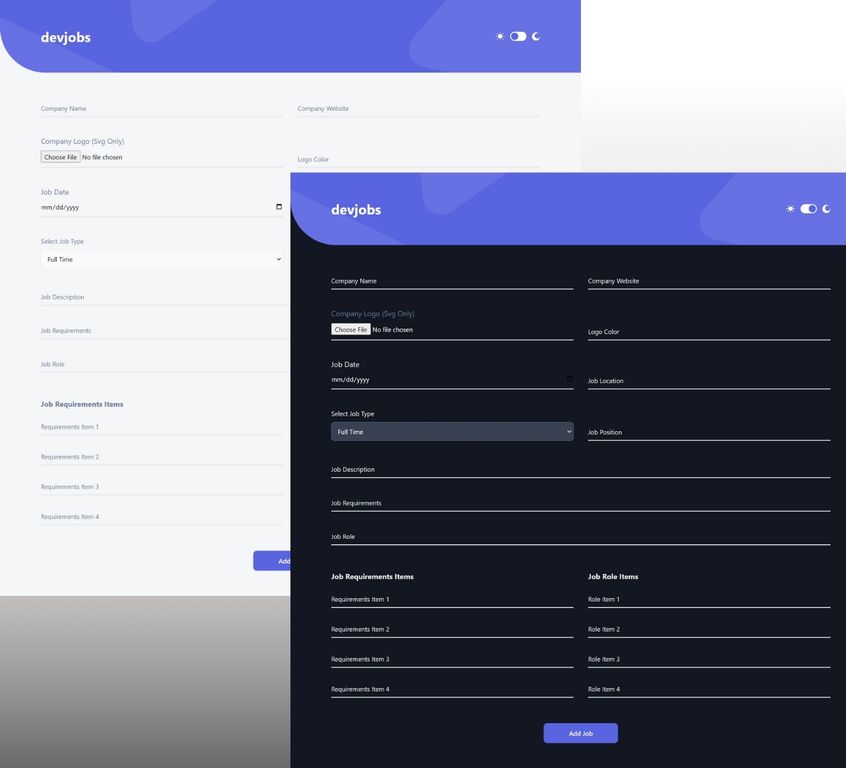 devjobs
Company Name
Company Website
Company Logo (Svg Only)
Choose File No file chosen
Logo Color
Job Date
mm/dd/yyyy
Select Job Type
Full Time
Job Description
Job Requirements
Job Role
Job Requirements Items
Requirements Item 1
Requirements Item 2
Requirements Item 3
Requirements Item 4
Add
devjobs
Company Name
Company Website
Company Logo (Svg Only)
Choose File No file chosen
Logo Color
Job Date
mm/dd/yyyy
Job Location
Select Job Type
Full Time
Job Position
Job Description
Job Requirements
Job Role
Job Requirements Items
Job Role Items
Requirements Item 1
Role Item 1
Requirements Item 2
Role Item 2
Requirements Item 3
Role Item 3
Requirements Item 4
Role Item 4
Add Job